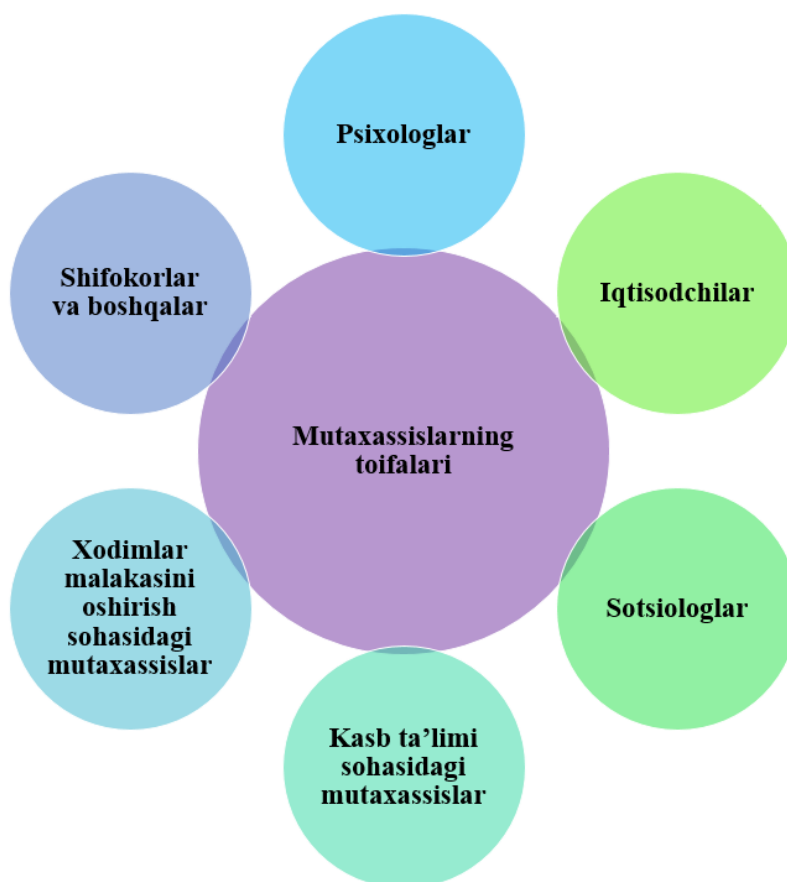 Psixologlar
Shifokorlar
va boshqalar
Iqtisodchilar
Mutaxassislarning
toifalari
Xodimlar
malakasini
oshirish
sohasidagi
mutaxassislar
Sotsiologlar
Kasb ta’limi
sohasidagi
mutaxassislar